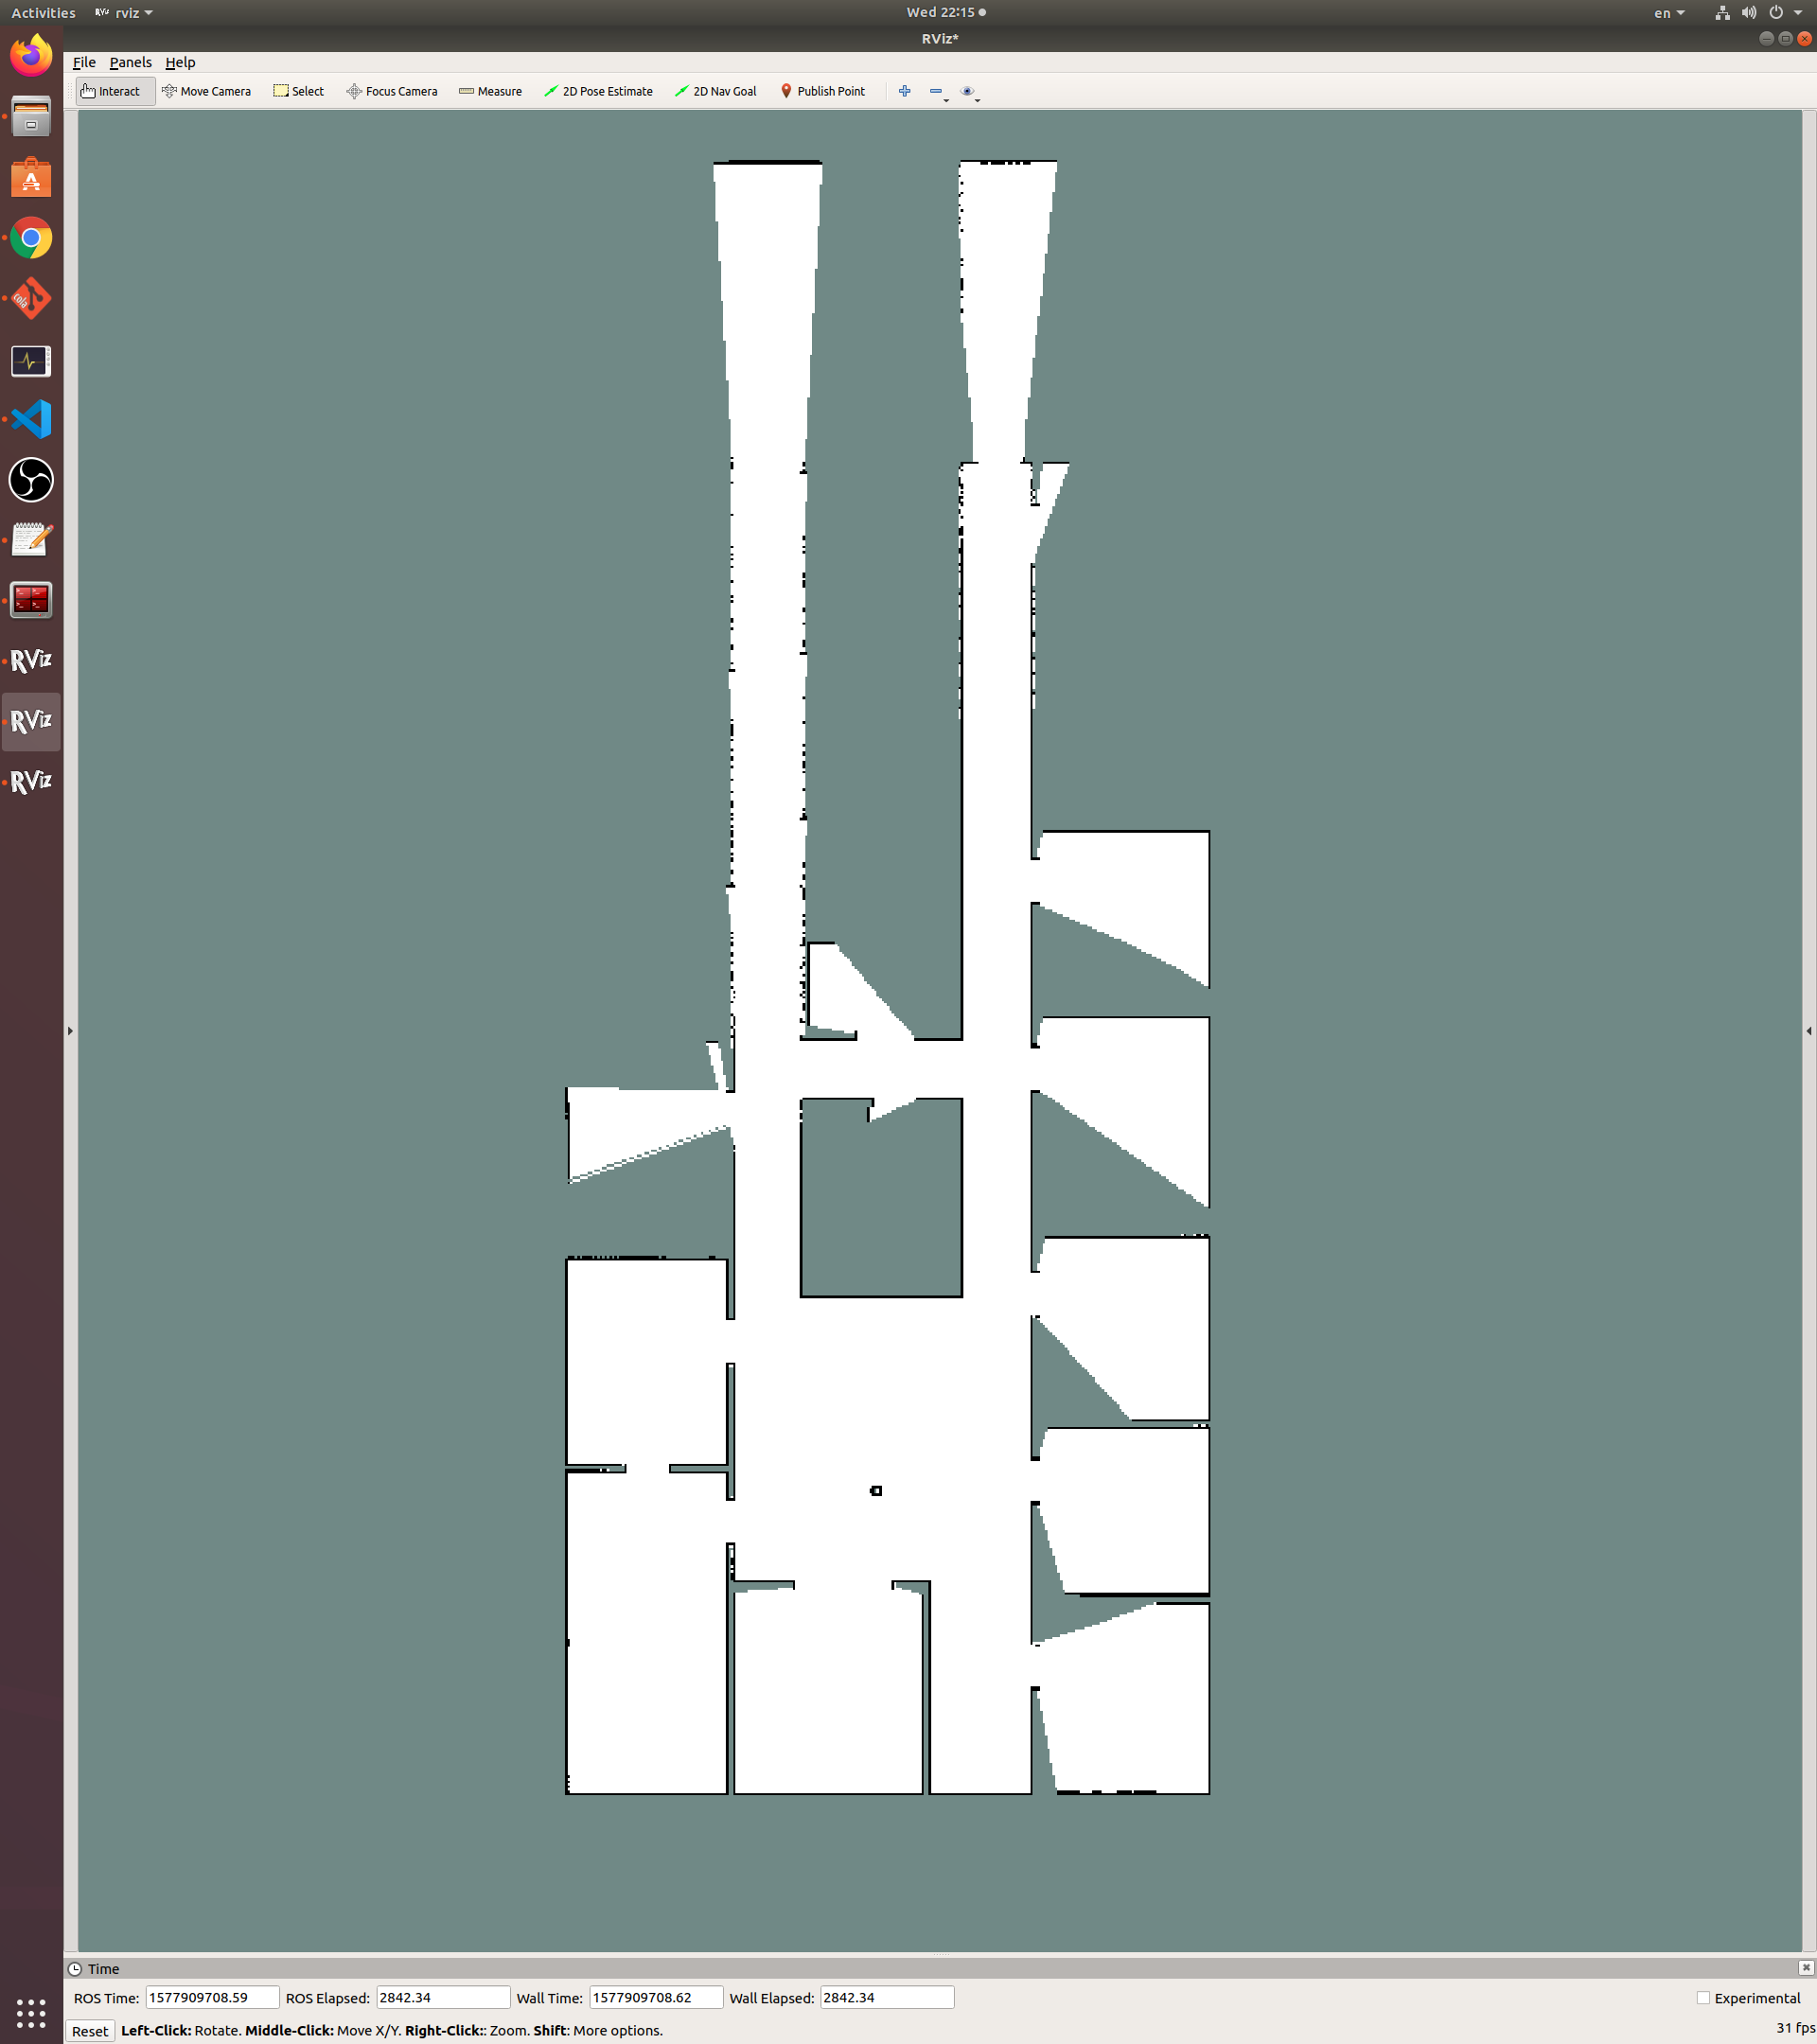 Activities rviz Wed 22:15 en
RViz*
File Panels Help
Interact Move Camera Select Focus Camera Measure 2D Pose Estimate 2D Nav Goal Publish Point
A
cola
RViz
RViz
RViz
Time
ROS Time: 1577909708.59 ROS Elapsed: 2842.34 Wall Time: 1577909708.62 Wall Elapsed: 2842.34 Experimental
Reset Left-Click: Rotate. Middle-Click: Move X/Y. Right-Click:: Zoom. Shift: More options. 31 fps